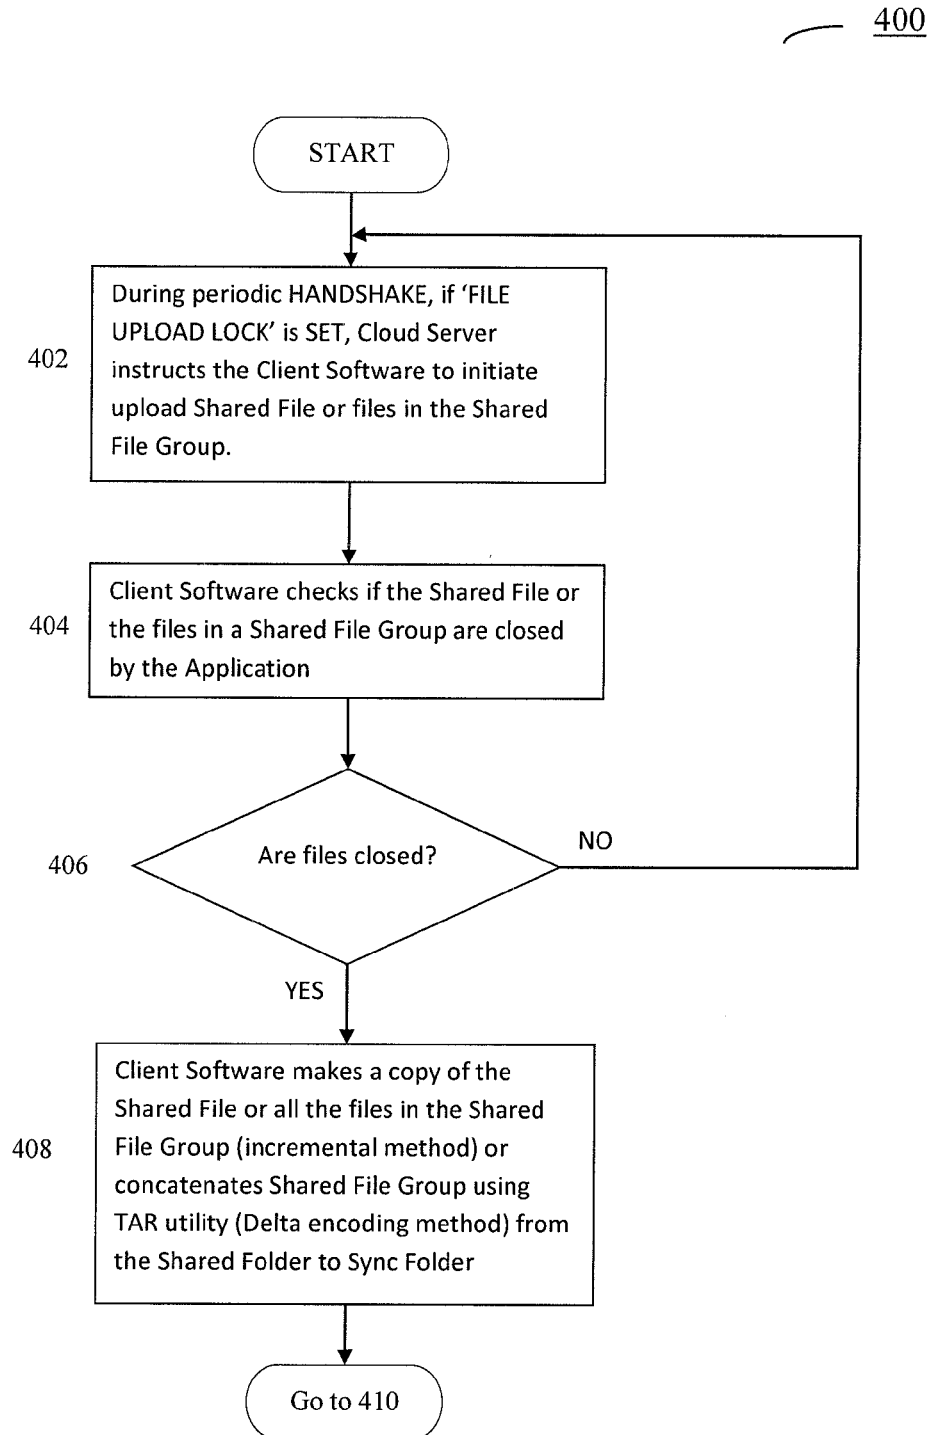 400
START
During periodic HANDSHAKE, if ‘FILE
UPLOAD LOCK’ is SET, Cloud Server
instructs the Client Software to initiate
upload Shared File or files in the Shared
File Group.
402
Client Software checks if the Shared File or
the files in a Shared File Group are closed
by the Application
404
Are files closed?
NO
406
YES
Client Software makes a copy of the
Shared File or all the files in the Shared
File Group (incremental method) or
concatenates Shared File Group using
TAR utility (Delta encoding method) from
the Shared Folder to Sync Folder
408
Go to 410